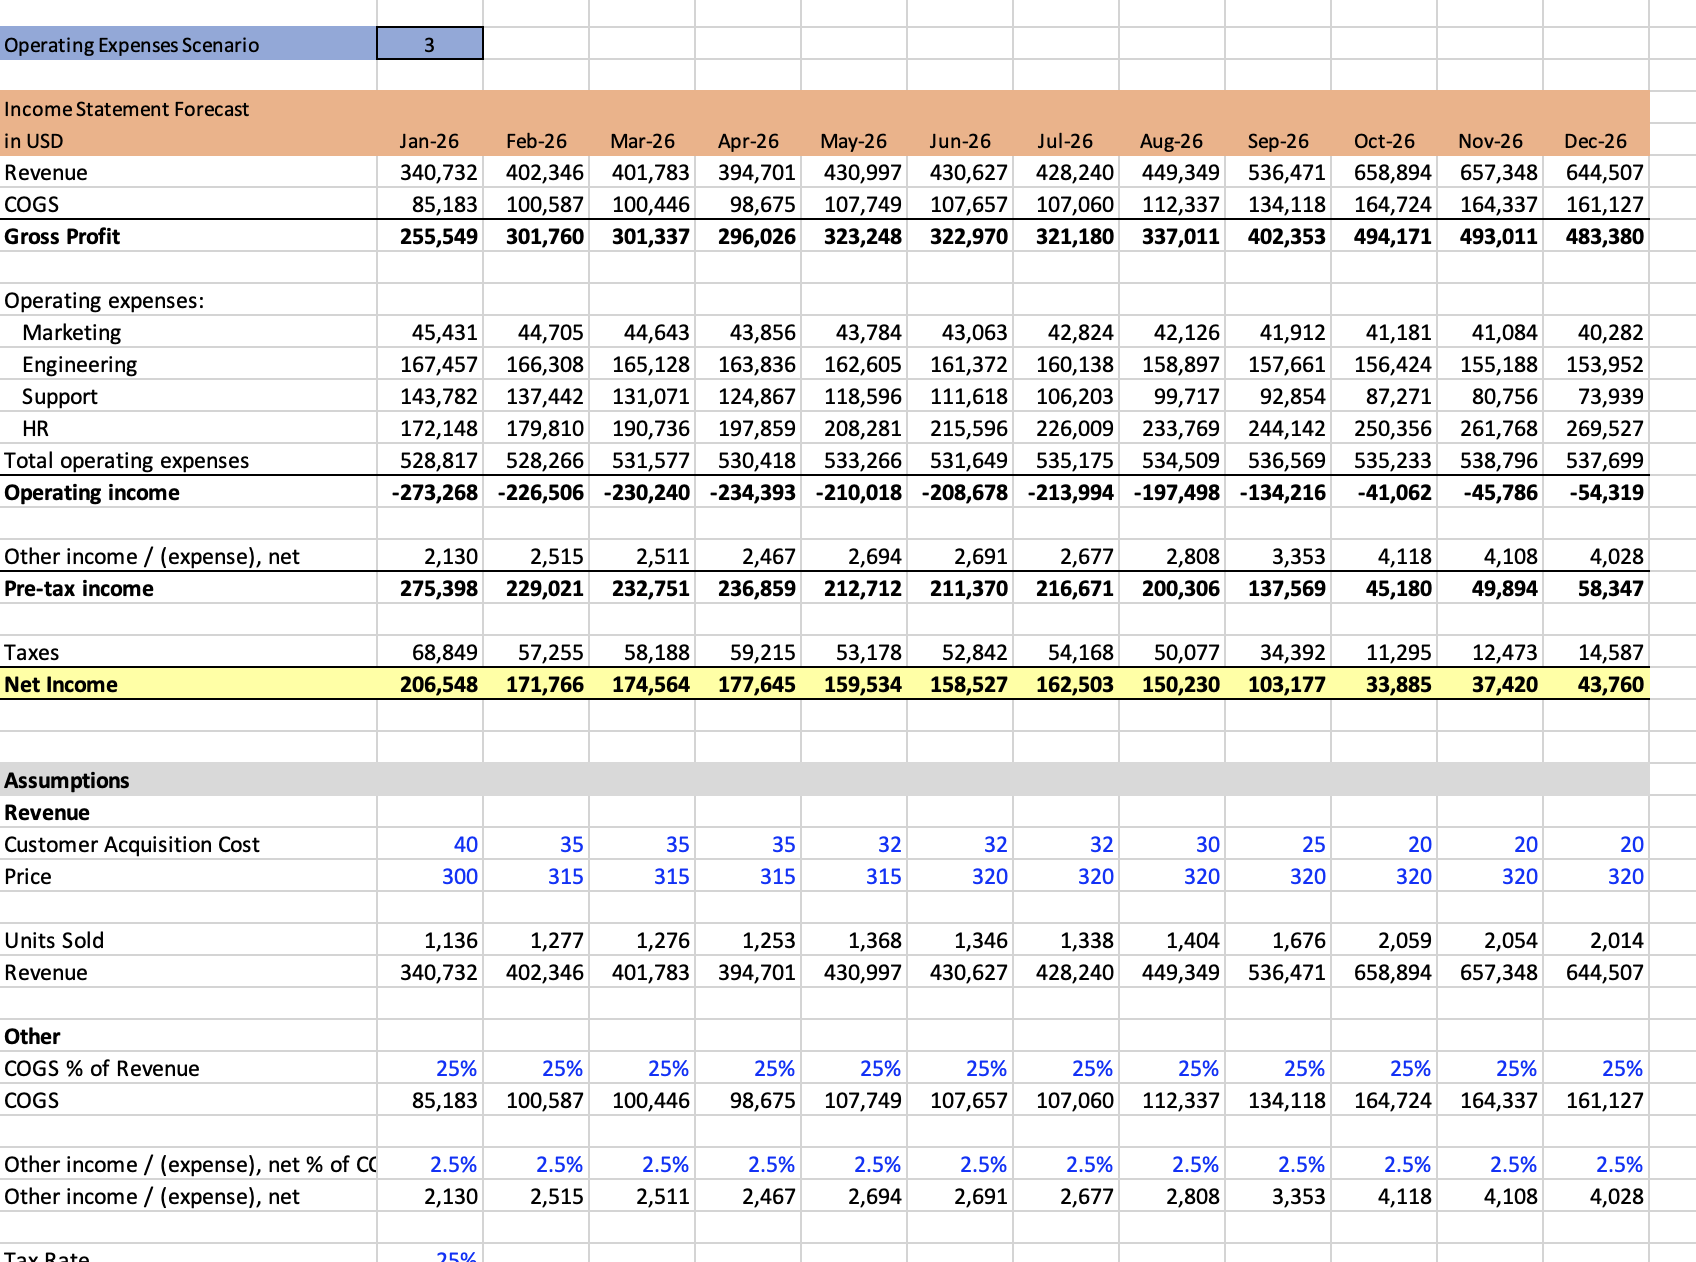 Operating Expenses Scenario 3
Income Statement Forecast
in USD Jan-26 Feb-26 Mar-26 Apr-26 May-26 Jun-26 Jul-26 Aug-26 Sep-26 Oct-26 Nov-26 Dec-26
Revenue 340,732 402,346 401,783 394,701 430,997 430,627 428,240 449,349 536,471 658,894 657,348 644,507
COGS 85,183 100,587 100,446 98,675 107,749 107,657 107,060 112,337 134,118 164,724 164,337 161,127
Gross Profit 255,549 301,760 301,337 296,026 323,248 322,970 321,180 337,011 402,353 494,171 493,011 483,380
Operating expenses:
Marketing 45,431 44,705 44,643 43,856 43,784 43,063 42,824 42,126 41,912 41,181 41,084 40,282
Engineering 167,457 166,308 165,128 163,836 162,605 161,372 160,138 158,897 157,661 156,424 155,188 153,952
Support 143,782 137,442 131,071 124,867 118,596 111,618 106,203 99,717 92,854 87,271 80,756 73,939
HR 172,148 179,810 190,736 197,859 208,281 215,596 226,009 233,769 244,142 250,356 261,768 269,527
Total operating expenses 528,817 528,266 531,577 530,418 533,266 531,649 535,175 534,509 536,569 535,233 538,796 537,699
Operating income -273,268 -226,506 -230,240 -234,393 -210,018 -208,678 -213,994 -197,498 -134,216 -41,062 -45,786 -54,319
Other income / (expense), net 2,130 2,515 2,511 2,467 2,694 2,691 2,677 2,808 3,353 4,118 4,108 4,028
Pre-tax income 275,398 229,021 232,751 236,859 212,712 211,370 216,671 200,306 137,569 45,180 49,894 58,347
Taxes 68,849 57,255 58,188 59,215 53,178 52,842 54,168 50,077 34,392 11,295 12,473 14,587
Net Income 206,548 171,766 174,564 177,645 159,534 158,527 162,503 150,230 103,177 33,885 37,420 43,760
Assumptions
Revenue
Customer Acquisition Cost 40 35 35 35 32 32 32 30 25 20 20 20
Price 300 315 315 315 315 320 320 320 320 320 320 320
Units Sold 1,136 1,277 1,276 1,253 1,368 1,346 1,338 1,404 1,676 2,059 2,054 2,014
Revenue 340,732 402,346 401,783 394,701 430,997 430,627 428,240 449,349 536,471 658,894 657,348 644,507
Other
COGS % of Revenue 25% 25% 25% 25% 25% 25% 25% 25% 25% 25% 25% 25%
COGS 85,183 100,587 100,446 98,675 107,749 107,657 107,060 112,337 134,118 164,724 164,337 161,127
Other income / (expense), net % of CO 2.5% 2.5% 2.5% 2.5% 2.5% 2.5% 2.5% 2.5% 2.5% 2.5% 2.5% 2.5%
Other income / (expense), net 2,130 2,515 2,511 2,467 2,694 2,691 2,677 2,808 3,353 4,118 4,108 4,028
Tax Rate 25%